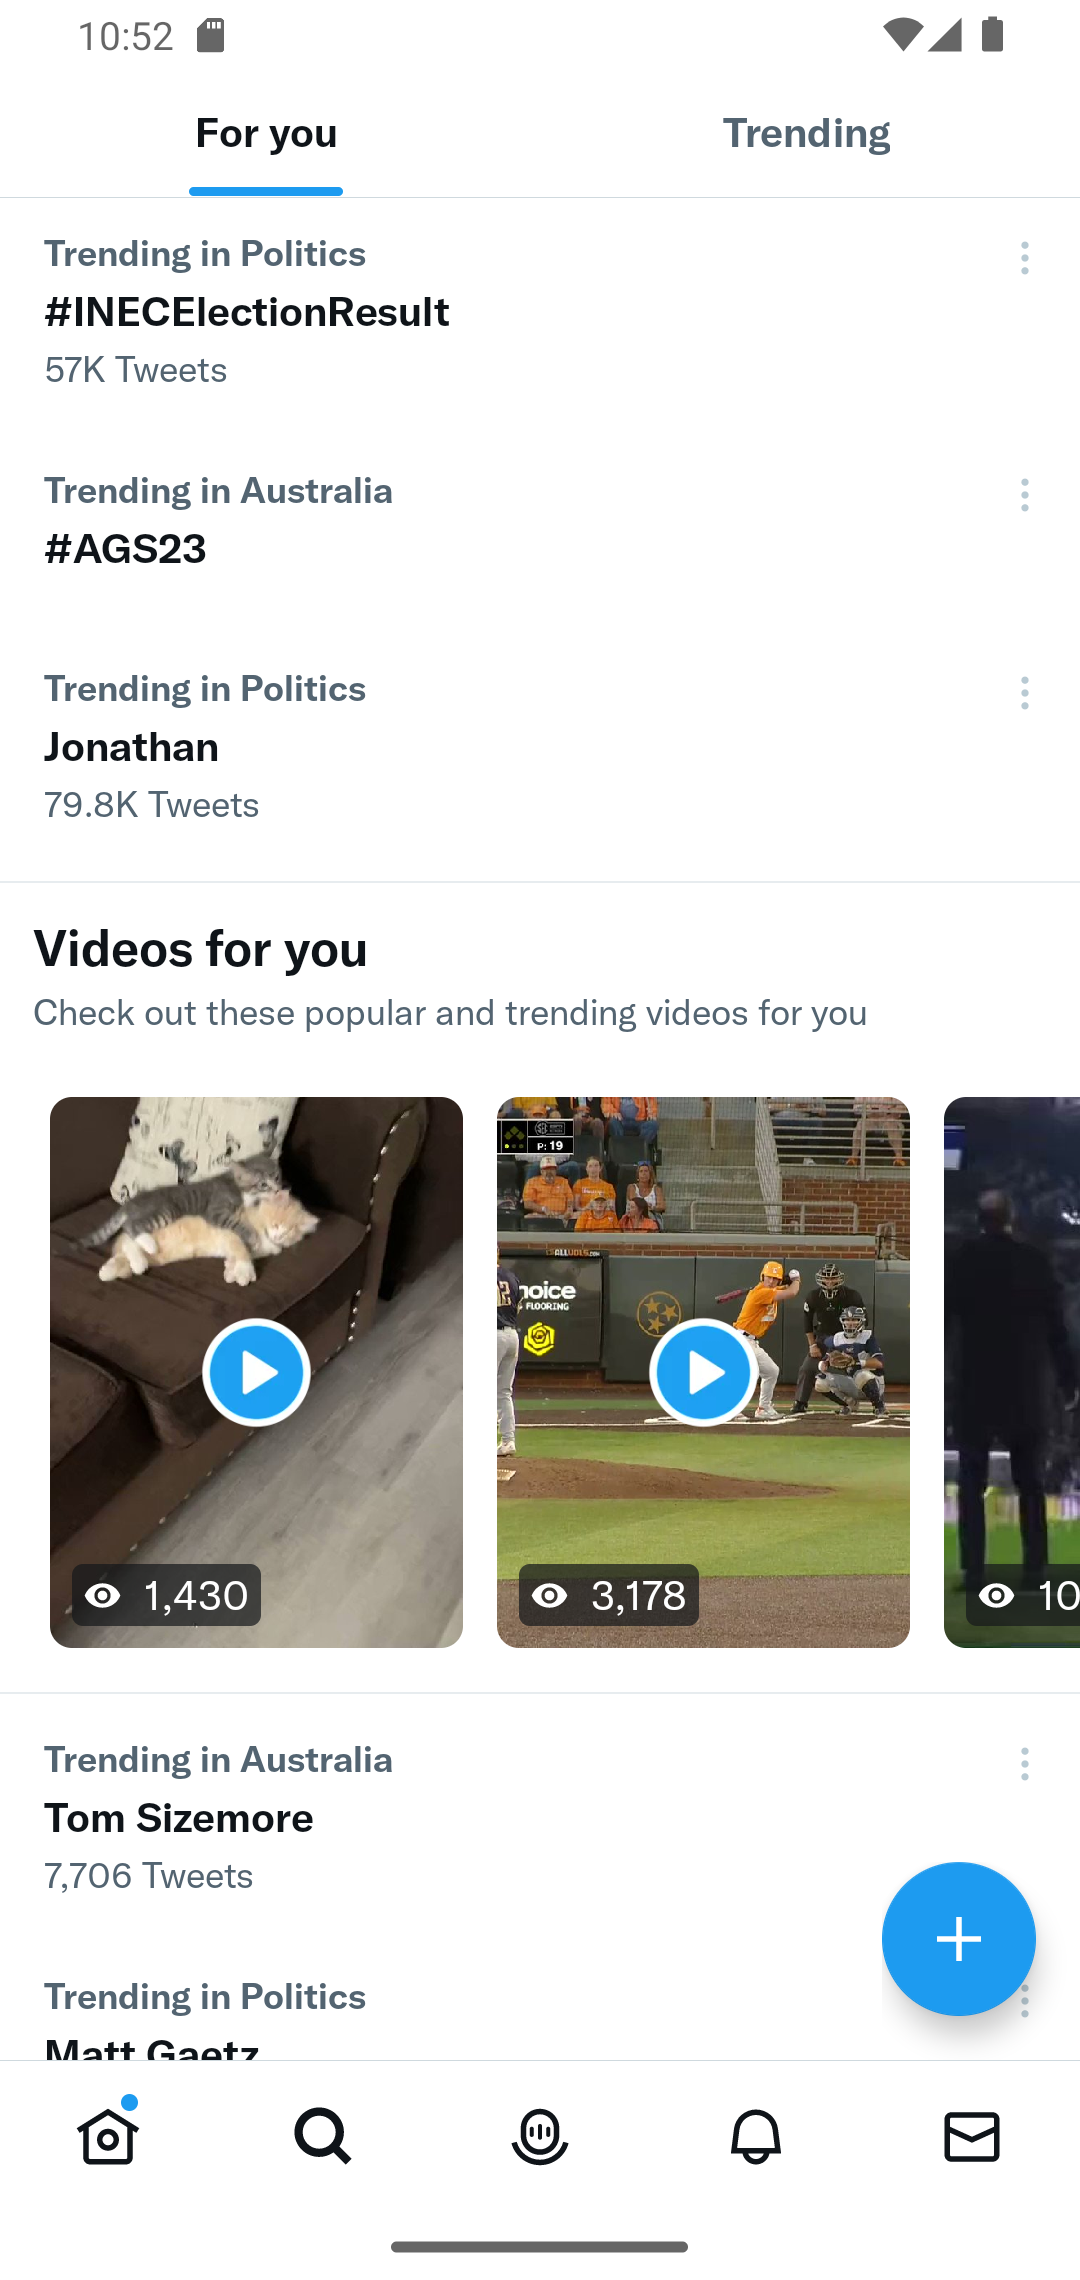 10:52
For you
Trending
Trending in Politics
#INECElectionResult
57K Tweets
Trending in Australia
#AGS23
Trending in Politics
Jonathan
79.8K Tweets
Videos for you
Check out these popular and trending videos for you
P: 19
ALLVOLS.COM
hoice
FLOORING
1,430
3,178
10
Trending in Australia
Tom Sizemore
7,706 Tweets
Trending in Politics
Matt Gaetz